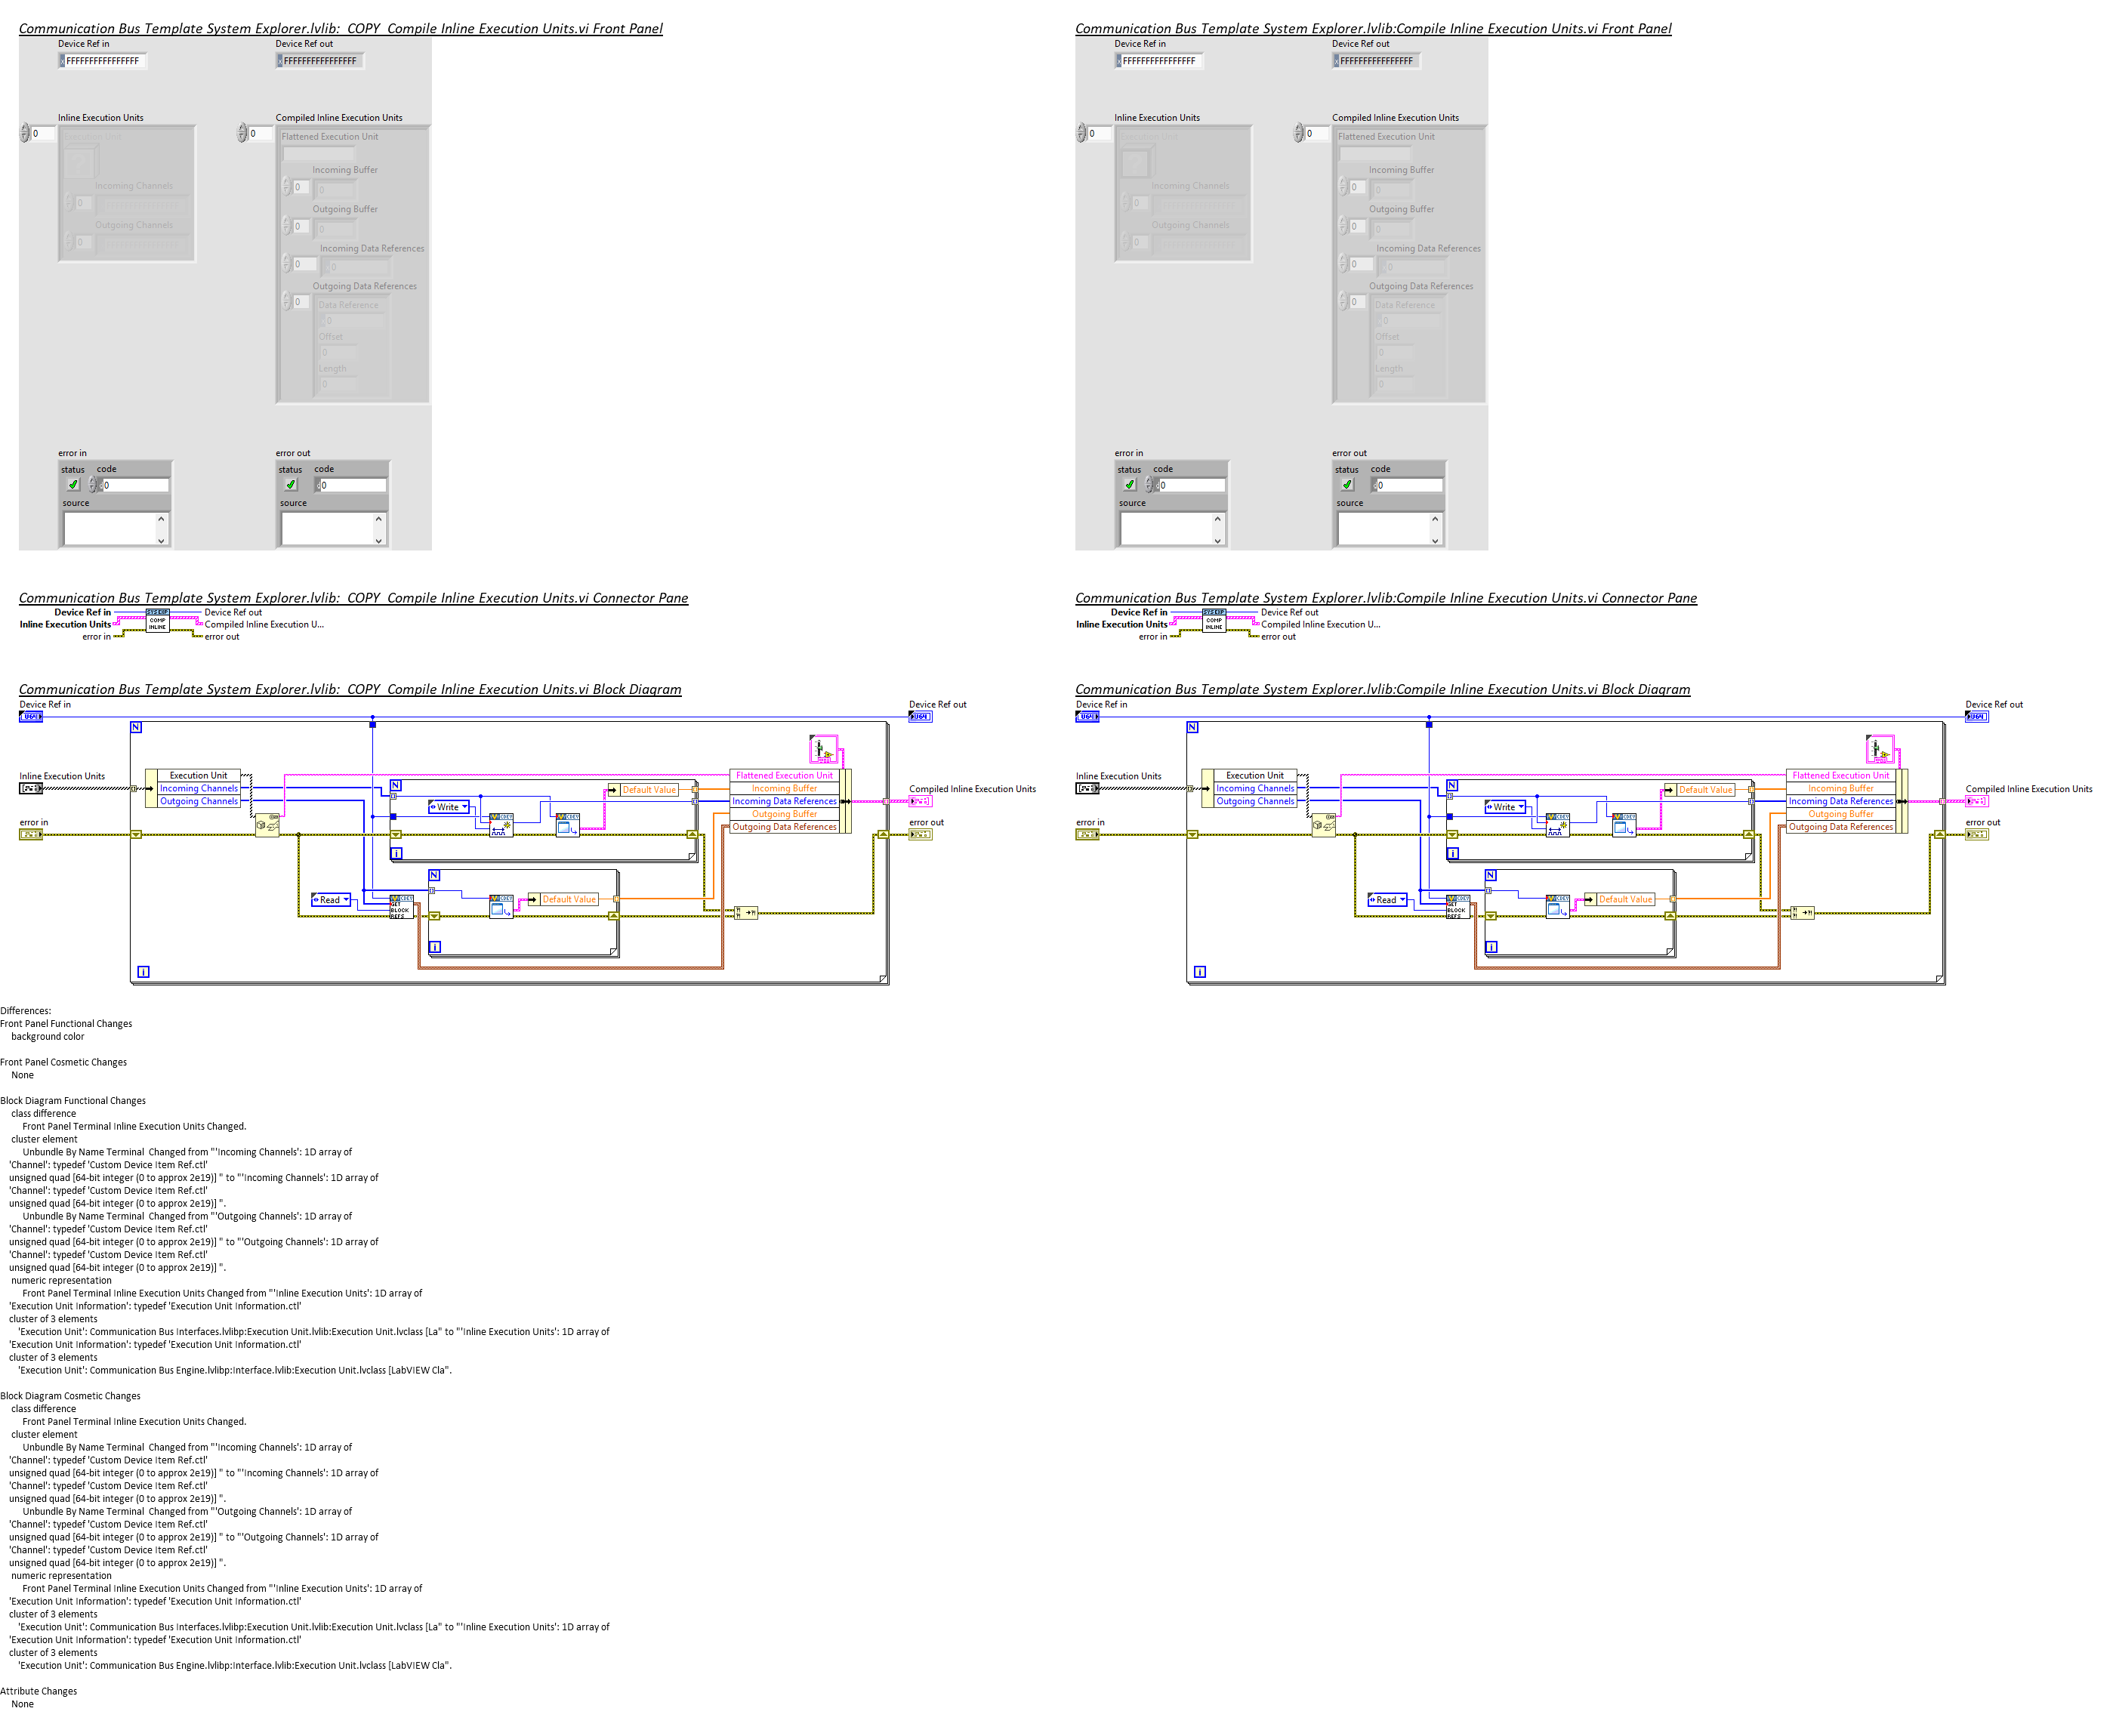 Communication Bus Template System Explorer.lvlib:  COPY  Compile Inline Execution Units.vi Front Panel
Device Ref in
Device Ref out
FFFFFFFFFFFFFFFF
FFFFFFFFFFFFFFFF
Inline Execution Units
Compiled Inline Execution Units
0
0
Flattened Execution Unit
Incoming Buffer
0
0
Incoming Channels
0
Outgoing Buffer
0
0
Outgoing Channels
0
Incoming Data References
0
0
Outgoing Data References
0
Data Reference
0
Offset
0
Length
0
error in
error out
status code
status code
0
0
source
source
Communication Bus Template System Explorer.lvlib:Compile Inline Execution Units.vi Front Panel
Device Ref in
Device Ref out
FFFFFFFFFFFFFFFF
FFFFFFFFFFFFFFFF
Inline Execution Units
Compiled Inline Execution Units
0
0
Flattened Execution Unit
Incoming Buffer
0
0
Incoming Channels
0
Outgoing Buffer
0
0
Outgoing Channels
0
Incoming Data References
0
0
Outgoing Data References
0
Data Reference
0
Offset
0
Length
0
error in
error out
status code
status code
0
0
source
source
Communication Bus Template System Explorer.lvlib:  COPY  Compile Inline Execution Units.vi Connector Pane
Device Ref in
Device Ref out
Inline Execution Units
Compiled Inline Execution U...
error in
error out
SYSEXP
COMP
INLINE
Communication Bus Template System Explorer.lvlib:Compile Inline Execution Units.vi Connector Pane
Device Ref in
Device Ref out
Inline Execution Units
Compiled Inline Execution U...
error in
error out
SYSEXP
COMP
INLINE
Communication Bus Template System Explorer.lvlib:  COPY  Compile Inline Execution Units.vi Block Diagram
Device Ref in
Device Ref out
U64
U64
N
Inline Execution Units
Execution Unit
Incoming Channels
Outgoing Channels
N
Write
Default Value
Flattened Execution Unit
Incoming Buffer
Incoming Data References
Outgoing Buffer
Outgoing Data References
Compiled Inline Execution Units
error in
error out
i
N
Read
GET
BLOCK
REFS
Default Value
i
i
Communication Bus Template System Explorer.lvlib:Compile Inline Execution Units.vi Block Diagram
Device Ref in
Device Ref out
U64
U64
N
Inline Execution Units
Execution Unit
Incoming Channels
Outgoing Channels
N
Write
Default Value
Flattened Execution Unit
Incoming Buffer
Incoming Data References
Outgoing Buffer
Outgoing Data References
Compiled Inline Execution Units
error in
error out
i
N
Read
GET
BLOCK
REFS
Default Value
i
i
Differences:
Front Panel Functional Changes
background color
Front Panel Cosmetic Changes
None
Block Diagram Functional Changes
class difference
Front Panel Terminal Inline Execution Units Changed.
cluster element
Unbundle By Name Terminal  Changed from "'Incoming Channels': 1D array of
'Channel': typedef 'Custom Device Item Ref.ctl'
unsigned quad [64-bit integer (0 to approx 2e19)] " to "'Incoming Channels': 1D array of
'Channel': typedef 'Custom Device Item Ref.ctl'
unsigned quad [64-bit integer (0 to approx 2e19)] ".
Unbundle By Name Terminal  Changed from "'Outgoing Channels': 1D array of
'Channel': typedef 'Custom Device Item Ref.ctl'
unsigned quad [64-bit integer (0 to approx 2e19)] " to "'Outgoing Channels': 1D array of
'Channel': typedef 'Custom Device Item Ref.ctl'
unsigned quad [64-bit integer (0 to approx 2e19)] ".
numeric representation
Front Panel Terminal Inline Execution Units Changed from "'Inline Execution Units': 1D array of
'Execution Unit Information': typedef 'Execution Unit Information.ctl'
cluster of 3 elements
'Execution Unit': Communication Bus Interfaces.lvlibp:Execution Unit.lvlib:Execution Unit.lvclass [La" to "'Inline Execution Units': 1D array of
'Execution Unit Information': typedef 'Execution Unit Information.ctl'
cluster of 3 elements
'Execution Unit': Communication Bus Engine.lvlibp:Interface.lvlib:Execution Unit.lvclass [LabVIEW Cla".
Block Diagram Cosmetic Changes
class difference
Front Panel Terminal Inline Execution Units Changed.
cluster element
Unbundle By Name Terminal  Changed from "'Incoming Channels': 1D array of
'Channel': typedef 'Custom Device Item Ref.ctl'
unsigned quad [64-bit integer (0 to approx 2e19)] " to "'Incoming Channels': 1D array of
'Channel': typedef 'Custom Device Item Ref.ctl'
unsigned quad [64-bit integer (0 to approx 2e19)] ".
Unbundle By Name Terminal  Changed from "'Outgoing Channels': 1D array of
'Channel': typedef 'Custom Device Item Ref.ctl'
unsigned quad [64-bit integer (0 to approx 2e19)] " to "'Outgoing Channels': 1D array of
'Channel': typedef 'Custom Device Item Ref.ctl'
unsigned quad [64-bit integer (0 to approx 2e19)] ".
numeric representation
Front Panel Terminal Inline Execution Units Changed from "'Inline Execution Units': 1D array of
'Execution Unit Information': typedef 'Execution Unit Information.ctl'
cluster of 3 elements
'Execution Unit': Communication Bus Interfaces.lvlibp:Execution Unit.lvlib:Execution Unit.lvclass [La" to "'Inline Execution Units': 1D array of
'Execution Unit Information': typedef 'Execution Unit Information.ctl'
cluster of 3 elements
'Execution Unit': Communication Bus Engine.lvlibp:Interface.lvlib:Execution Unit.lvclass [LabVIEW Cla".
Attribute Changes
None